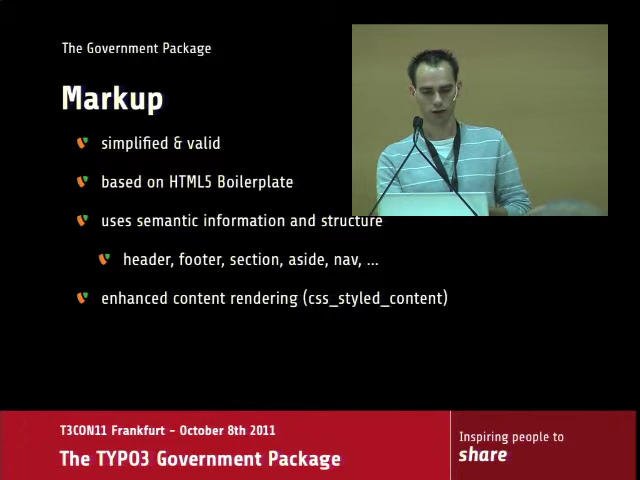 The Government Package
Markup
simplified & valid
based on HTML5 Boilerplate
uses semantic information and structure
header, footer, section, aside, nav, ...
enhanced content rendering (css_styled_content)
T3CON11 Frankfurt - October 8th 2011
The TYPO3 Government Package
Inspiring people to
share